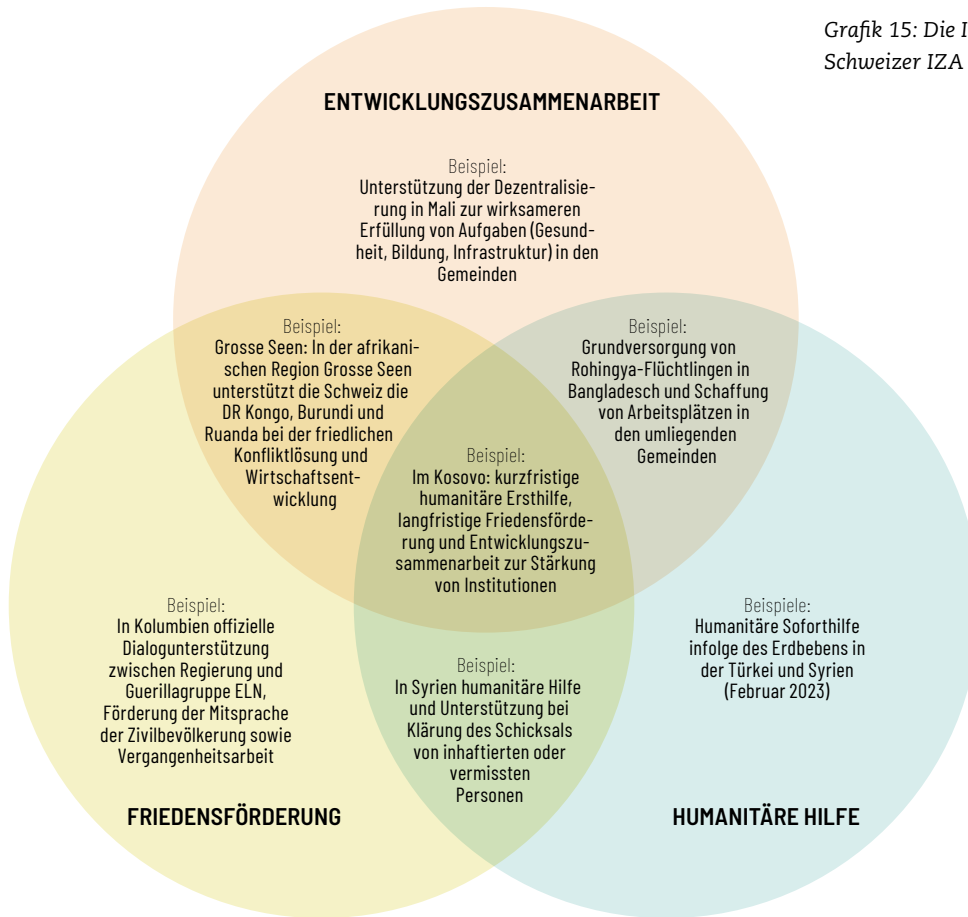 Grafik 15: Die I
Schweizer IZA
ENTWICKLUNGSZUSAMMENARBEIT
Beispiel:
Unterstützung der Dezentralisie-
rung in Mali zur wirksameren
Erfüllung von Aufgaben (Gesund-
heit, Bildung, Infrastruktur) in den
Gemeinden
Beispiel:
Grosse Seen: In der afrikani-
schen Region Grosse Seen
unterstützt die Schweiz die
DR Kongo, Burundi und
Ruanda bei der friedlichen
Konfliktlösung und
Wirtschaftsent-
wicklung
Beispiel:
Grundversorgung von
Rohingya-Flüchtlingen in
Bangladesch und Schaffung
von Arbeitsplätzen in
den umliegenden
Gemeinden
Beispiel:
Im Kosovo: kurzfristige
humanitäre Ersthilfe,
langfristige Friedensförde-
rung und Entwicklungszu-
sammenarbeit zur Stärkung
von Institutionen
Beispiel:
In Kolumbien offizielle
Dialogunterstützung
zwischen Regierung und
Guerillagruppe ELN,
Förderung der Mitsprache
der Zivilbevölkerung sowie
Vergangenheitsarbeit
Beispiel:
In Syrien humanitäre Hilfe
und Unterstützung bei
Klärung des Schicksals
von inhaftierten oder
vermissten
Personen
Beispiele:
Humanitäre Soforthilfe
infolge des Erdbebens in
der Türkei und Syrien
(Februar 2023)
FRIEDENSFÖRDERUNG
HUMANITÄRE HILFE